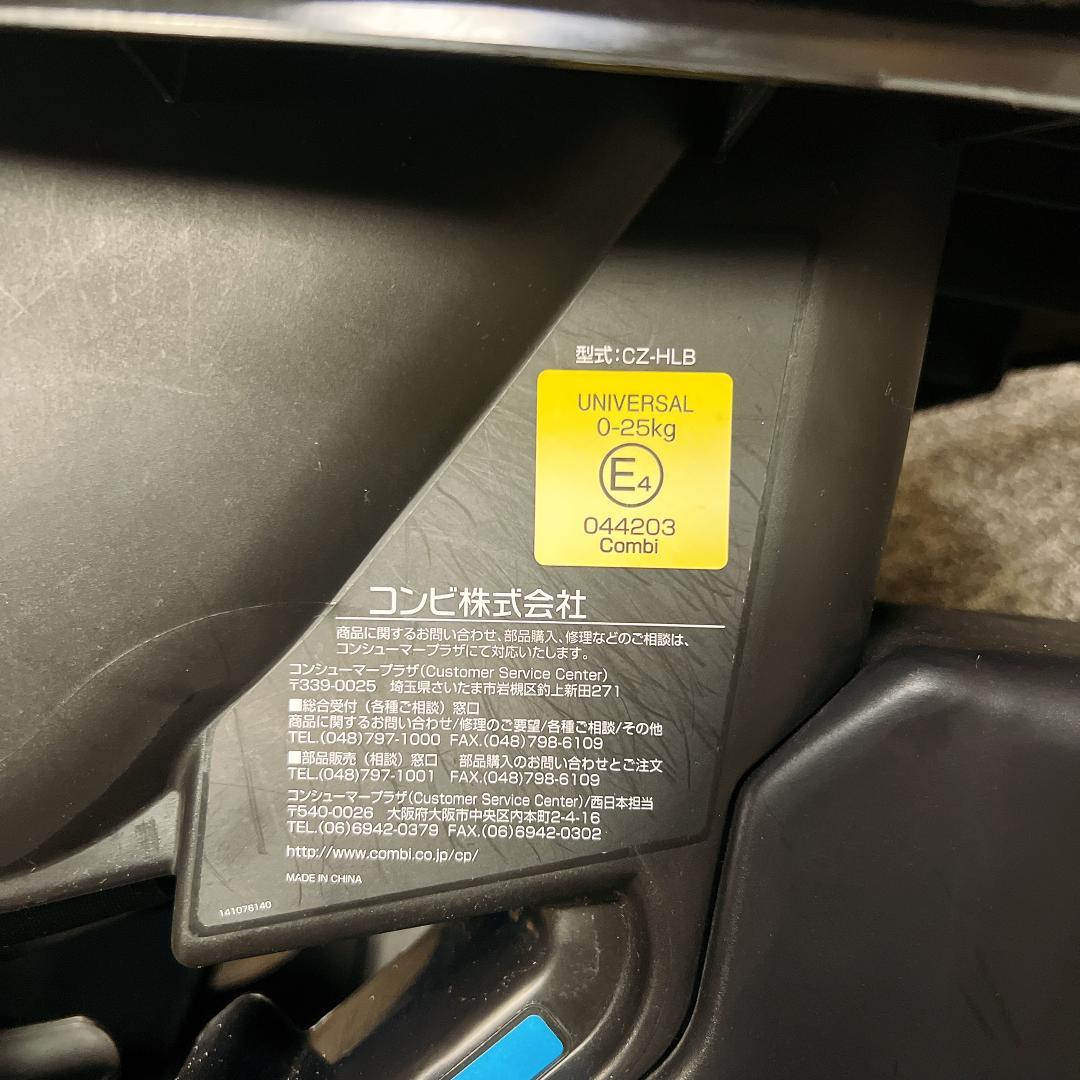 型式:CZ-HLB
UNIVERSAL
0-25kg
E4
044203
Combi
コンビ株式会社
商品に関するお問い合わせ、部品購入、修理などのご相談は、
コンシューマープラザにて対応いたします。
コンシューマープラザ(Customer Service Center)
〒339-0025 埼玉県さいたま市岩槻区釣上新田271
■総合受付(各種ご相談)窓口
商品に関するお問い合わせ/修理のご要望/各種ご相談/その他
TEL.(048)797-1000 FAX.(048)798-6109
■部品販売(相談)窓口 部品購入のお問い合わせとご注文
TEL.(048)797-1001 FAX.(048)798-6109
コンシューマープラザ(Customer Service Center)/西日本担当
〒540-0026 大阪府大阪市中央区内本町2-4-16
TEL.(06)6942-0379 FAX.(06)6942-0302
http://www.combi.co.jp/cp/
MADE IN CHINA
141076140